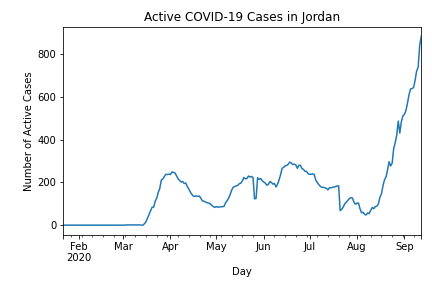 Active COVID-19 Cases in Jordan
Number of Active Cases
800
600
400
200
0
Feb Mar Apr May Jun Jul Aug Sep
2020
Day